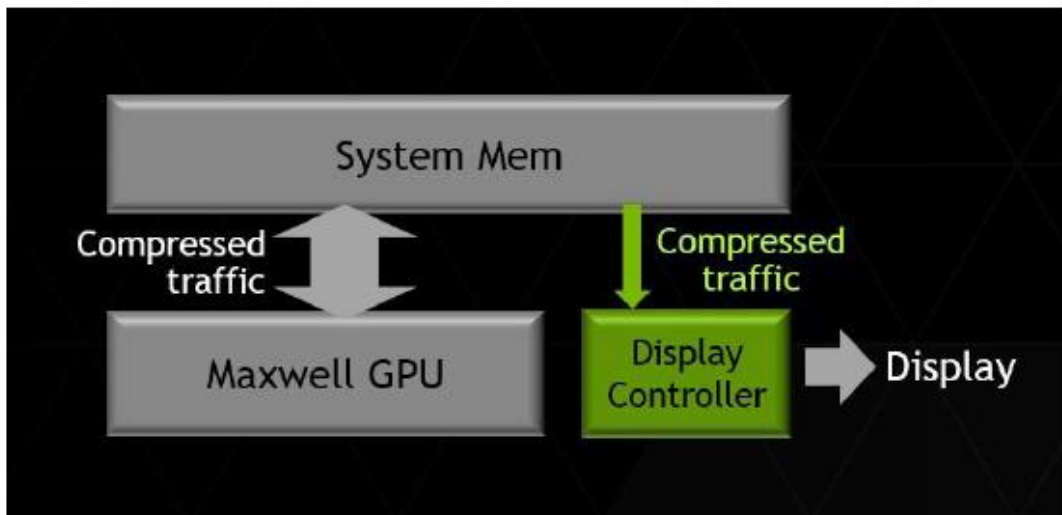 System Mem
Compressed
traffic
Compressed
traffic
Maxwell GPU
Display
Controller
Display